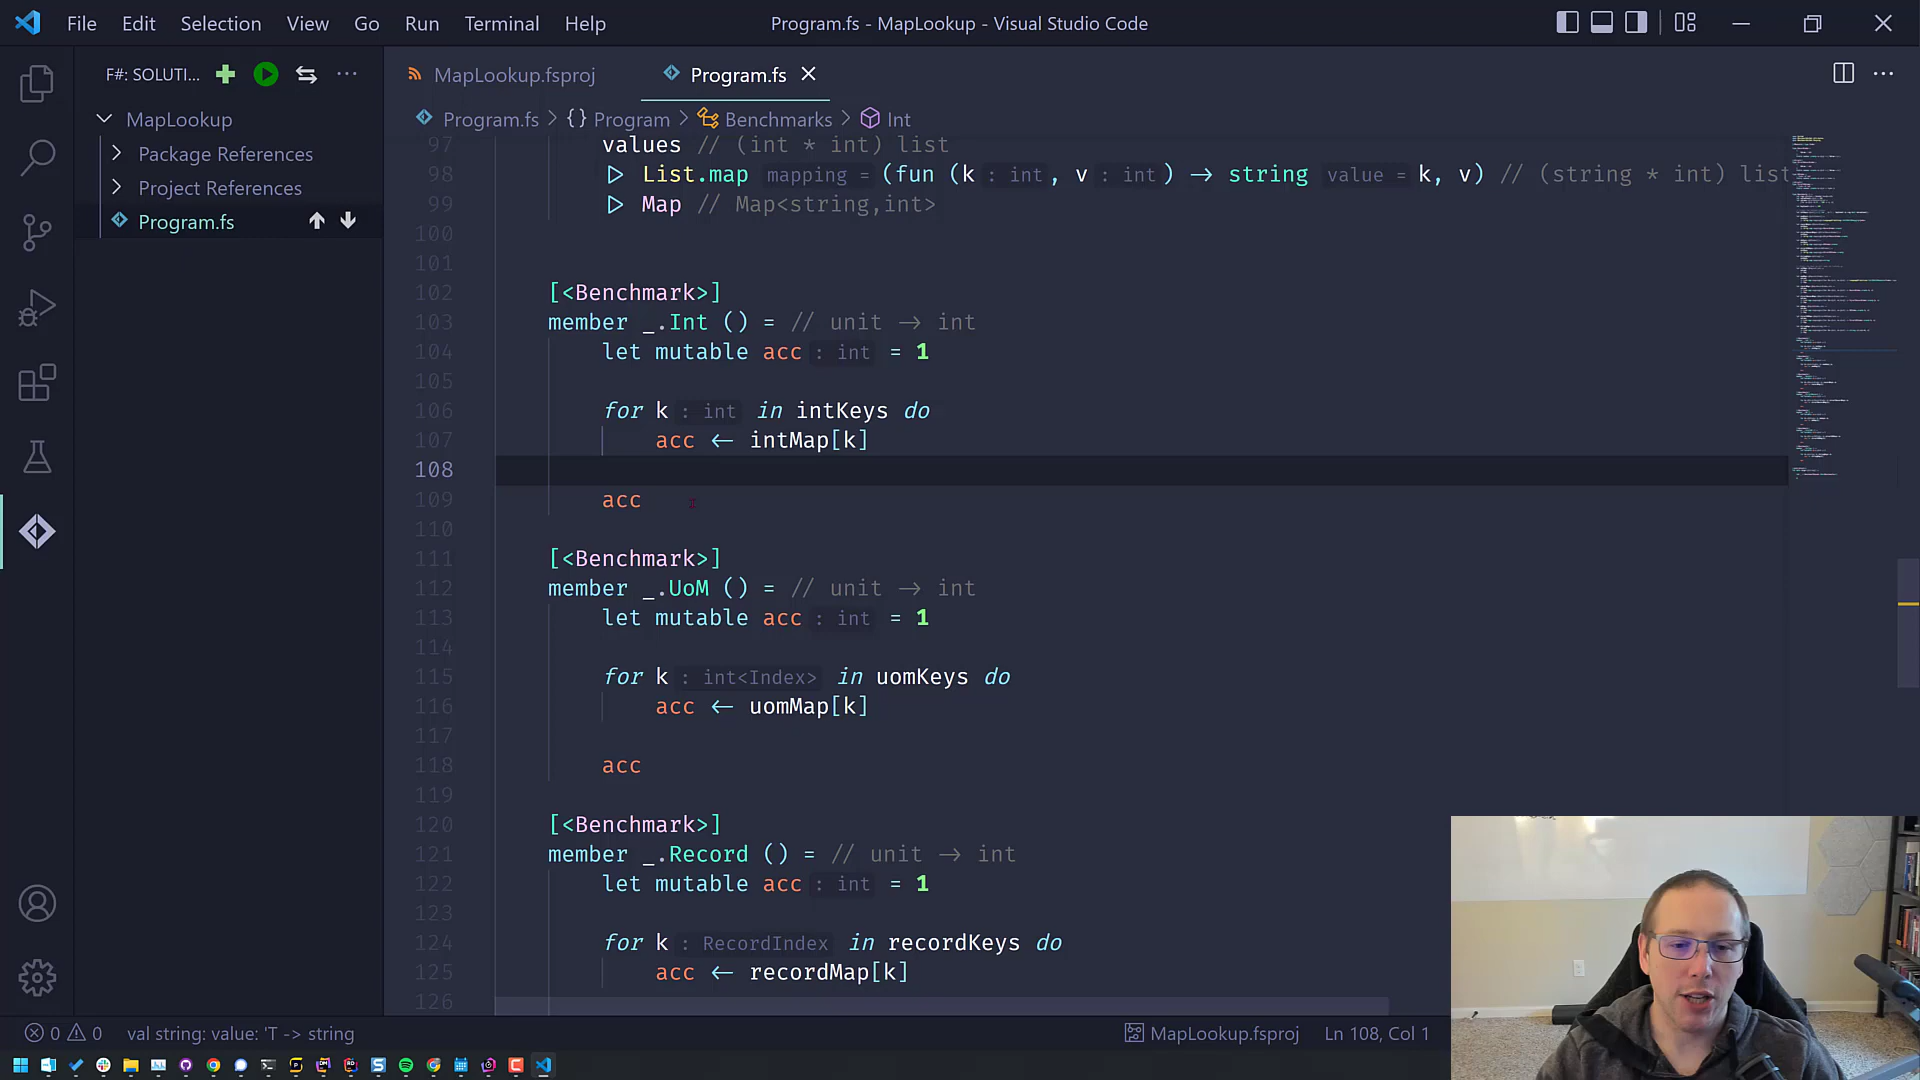 File Edit Selection View Go Run Terminal Help Program.fs - MapLookup - Visual Studio Code
F#: SOLUTI...
MapLookup.fsproj Program.fs
MapLookup
Package References
Project References
Program.fs
Program.fs > {} Program > Benchmarks > Int
97 values // (int * int) list
98 ▷ List.map mapping = (fun (k : int, v : int) → string value = k, v) // (string * int) list
99 ▷ Map // Map<string,int>
100
101
102 [<Benchmark>]
103 member _.Int () = // unit → int
104 let mutable acc : int = 1
105
106 for k : int in intKeys do
107 acc ← intMap[k]
108
109 acc
110
111 [<Benchmark>]
112 member _.UoM () = // unit → int
113 let mutable acc : int = 1
114
115 for k : int<Index> in uomKeys do
116 acc ← uomMap[k]
117
118 acc
119
120 [<Benchmark>]
121 member _.Record () = // unit → int
122 let mutable acc : int = 1
123
124 for k : RecordIndex in recordKeys do
125 acc ← recordMap[k]
126
0 0 val string: value: 'T -> string MapLookup.fsproj Ln 108, Col 1